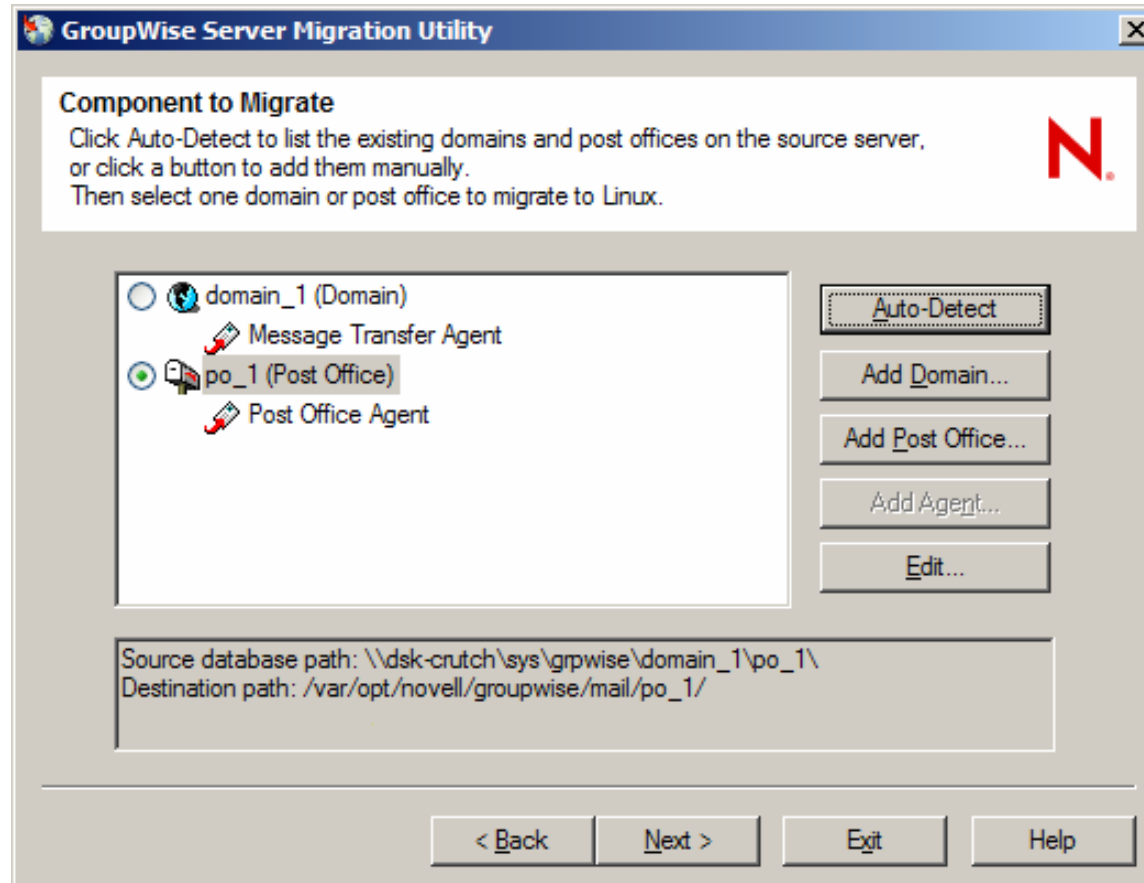 GroupWise Server Migration Utility
Component to Migrate
Click Auto-Detect to list the existing domains and post offices on the source server,
or click a button to add them manually.
Then select one domain or post office to migrate to Linux.
N
domain_1 (Domain)
Message Transfer Agent
po_1 (Post Office)
Post Office Agent
Auto-Detect
Add Domain...
Add Post Office...
Add Agent...
Edit...
Source database path: \\dsk-crutch\sys\grpwise\domain_1\po_1\
Destination path: /var/opt/novell/groupwise/mail/po_1/
< Back
Next >
Exit
Help